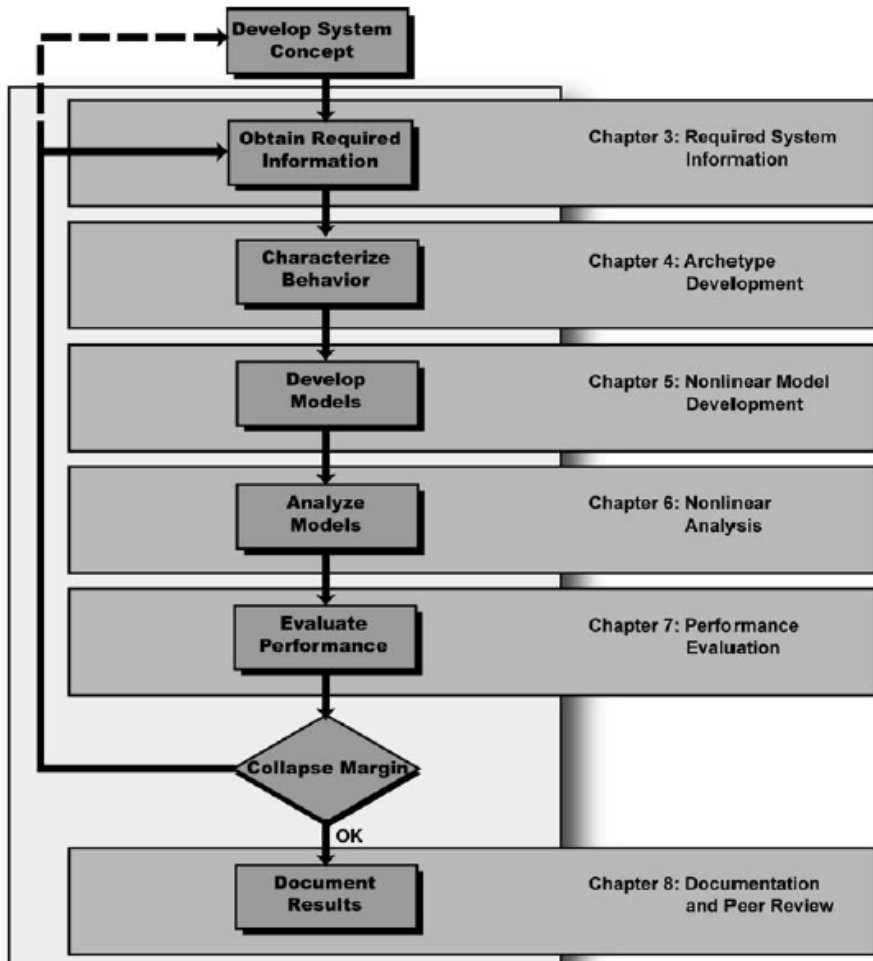 Develop System
Concept
Obtain Required
Information
Chapter 3: Required System
Information
Characterize
Behavior
Chapter 4: Archetype
Development
Develop
Models
Chapter 5: Nonlinear Model
Development
Analyze
Models
Chapter 6: Nonlinear
Analysis
Evaluate
Performance
Chapter 7: Performance
Evaluation
Collapse Margin
OK
Document
Results
Chapter 8: Documentation
and Peer Review